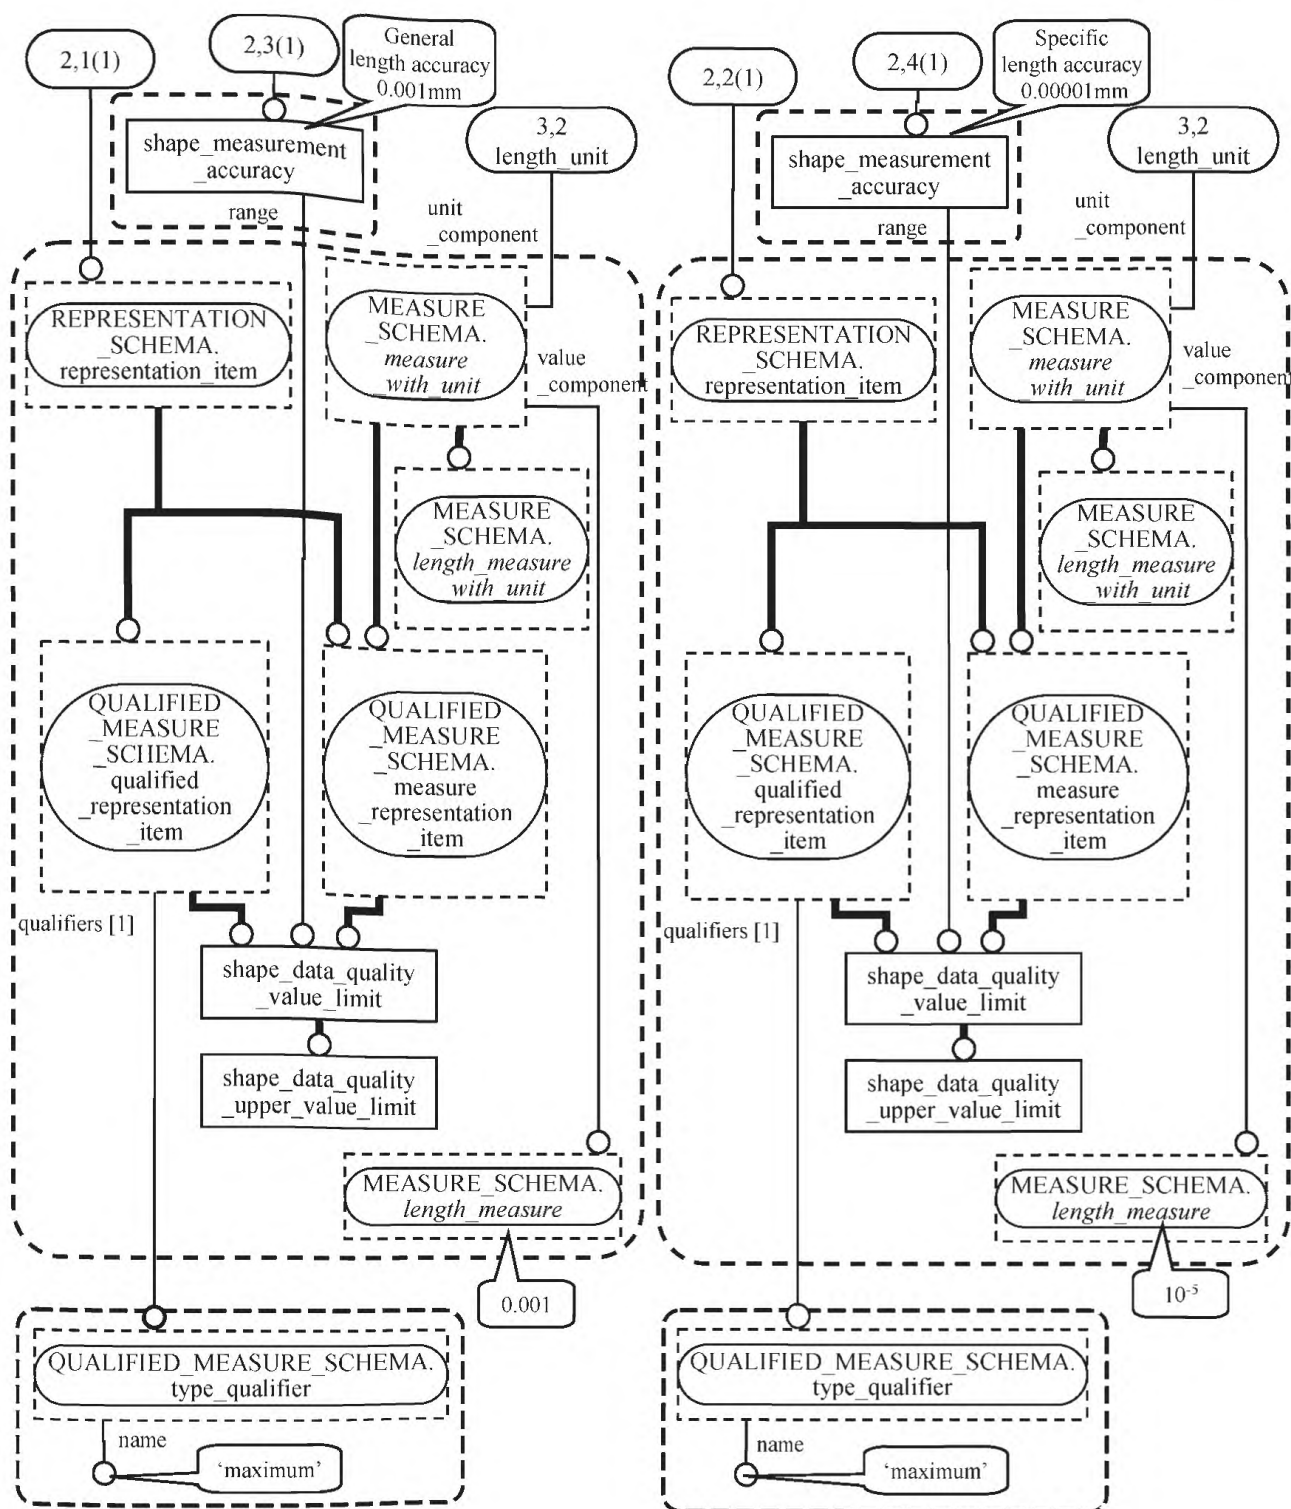 2,1(1)
2,3(1)
General
length accuracy
0.001mm
3,2
length_unit
shape_measurement
_accuracy
range
unit
_component
REPRESENTATION
_SCHEMA.
representation_item
MEASURE
_SCHEMA.
measure
_with_unit
value
_component
MEASURE
_SCHEMA.
length_measure
_with_unit
QUALIFIED
_MEASURE
_SCHEMA.
qualified
_representation
_item
QUALIFIED
_MEASURE
_SCHEMA.
measure
_representation
_item
qualifiers [1]
shape_data_quality
_value_limit
shape_data_quality
_upper_value_limit
MEASURE_SCHEMA.
length_measure
0.001
QUALIFIED_MEASURE_SCHEMA.
type_qualifier
name
‘maximum’
2,2(1)
2,4(1)
Specific
length accuracy
0.00001mm
3,2
length_unit
shape_measurement
_accuracy
range
unit
_component
REPRESENTATION
_SCHEMA.
representation_item
MEASURE
_SCHEMA.
measure
_with_unit
value
_component
MEASURE
_SCHEMA.
length_measure
_with_unit
QUALIFIED
_MEASURE
_SCHEMA.
qualified
_representation
_item
QUALIFIED
_MEASURE
_SCHEMA.
measure
_representation
_item
qualifiers [1]
shape_data_quality
_value_limit
shape_data_quality
_upper_value_limit
MEASURE_SCHEMA.
length_measure
10⁻⁵
QUALIFIED_MEASURE_SCHEMA.
type_qualifier
name
‘maximum’